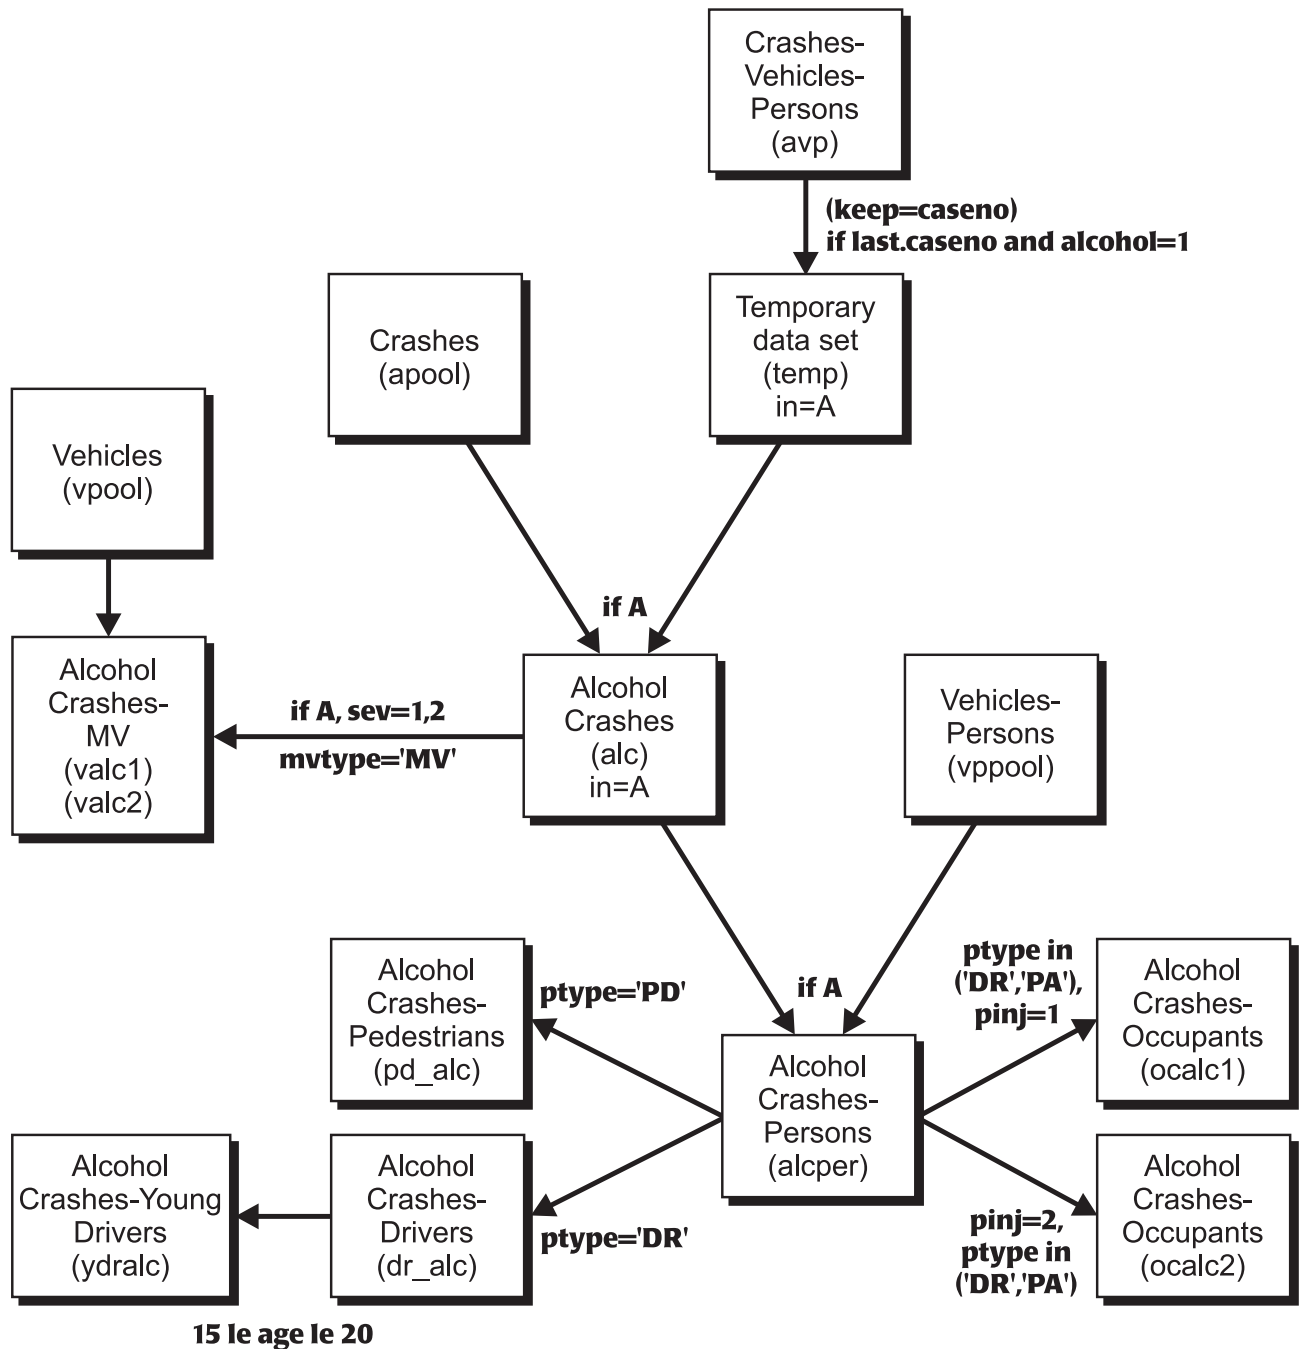 Crashes-
Vehicles-
Persons
(avp)
(keep=caseno)
if last.caseno and alcohol=1
Crashes
(apool)
Temporary
data set
(temp)
in=A
Vehicles
(vpool)
if A
Alcohol
Crashes-
MV
(valc1)
(valc2)
if A, sev=1,2
mvtype='MV'
Alcohol
Crashes
(alc)
in=A
Vehicles-
Persons
(vppool)
Alcohol
Crashes-
Pedestrians
(pd_alc)
ptype='PD'
if A
ptype in
('DR','PA'),
pinj=1
Alcohol
Crashes-
Occupants
(ocalc1)
Alcohol
Crashes-
Persons
(alcper)
Alcohol
Crashes-Young
Drivers
(ydralc)
Alcohol
Crashes-
Drivers
(dr_alc)
ptype='DR'
pinj=2,
ptype in
('DR','PA')
Alcohol
Crashes-
Occupants
(ocalc2)
15 le age le 20